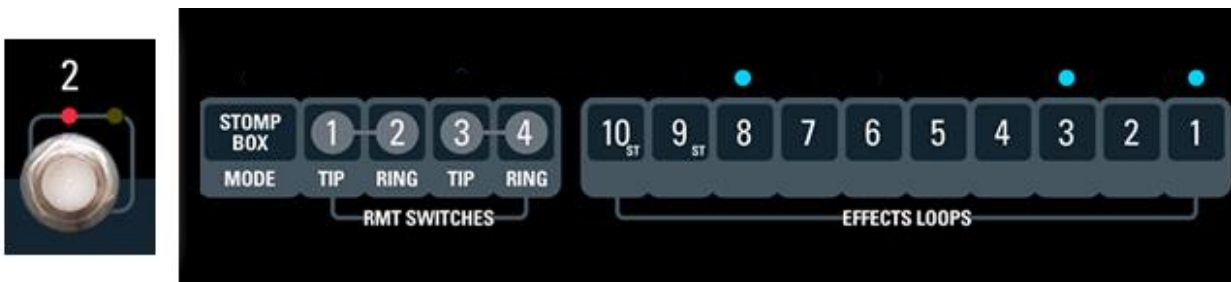 2
STOMP BOX 1 2 3 4 10 ST 9 ST 8 7 6 5 4 3 2 1
MODE TIP RING TIP RING
RMT SWITCHES EFFECTS LOOPS